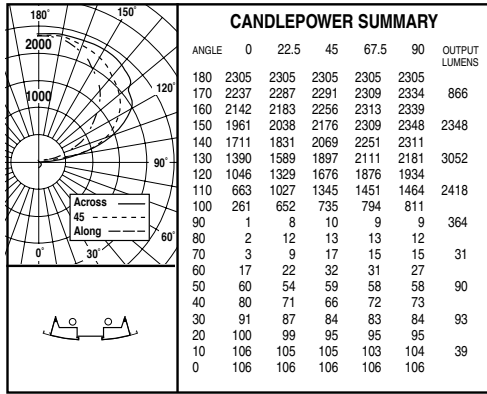 180°
150°
2000
120°
1000
90°
Across
45
Along
60°
0°
30°
CANDLEPOWER SUMMARY
ANGLE 0 22.5 45 67.5 90 OUTPUT
LUMENS
180 2305 2305 2305 2305 2305
170 2237 2287 2291 2309 2334 866
160 2142 2183 2256 2313 2339
150 1961 2038 2176 2309 2348 2348
140 1711 1831 2069 2251 2311
130 1390 1589 1897 2111 2181 3052
120 1046 1329 1676 1876 1934
110 663 1027 1345 1451 1464 2418
100 261 652 735 794 811
90 1 8 10 9 9 364
80 2 12 13 13 12
70 3 9 17 15 15 31
60 17 22 32 31 27
50 60 54 59 58 58 90
40 80 71 66 72 73
30 91 87 84 83 84 93
20 100 99 95 95 95
10 106 105 105 103 104 39
0 106 106 106 106 106